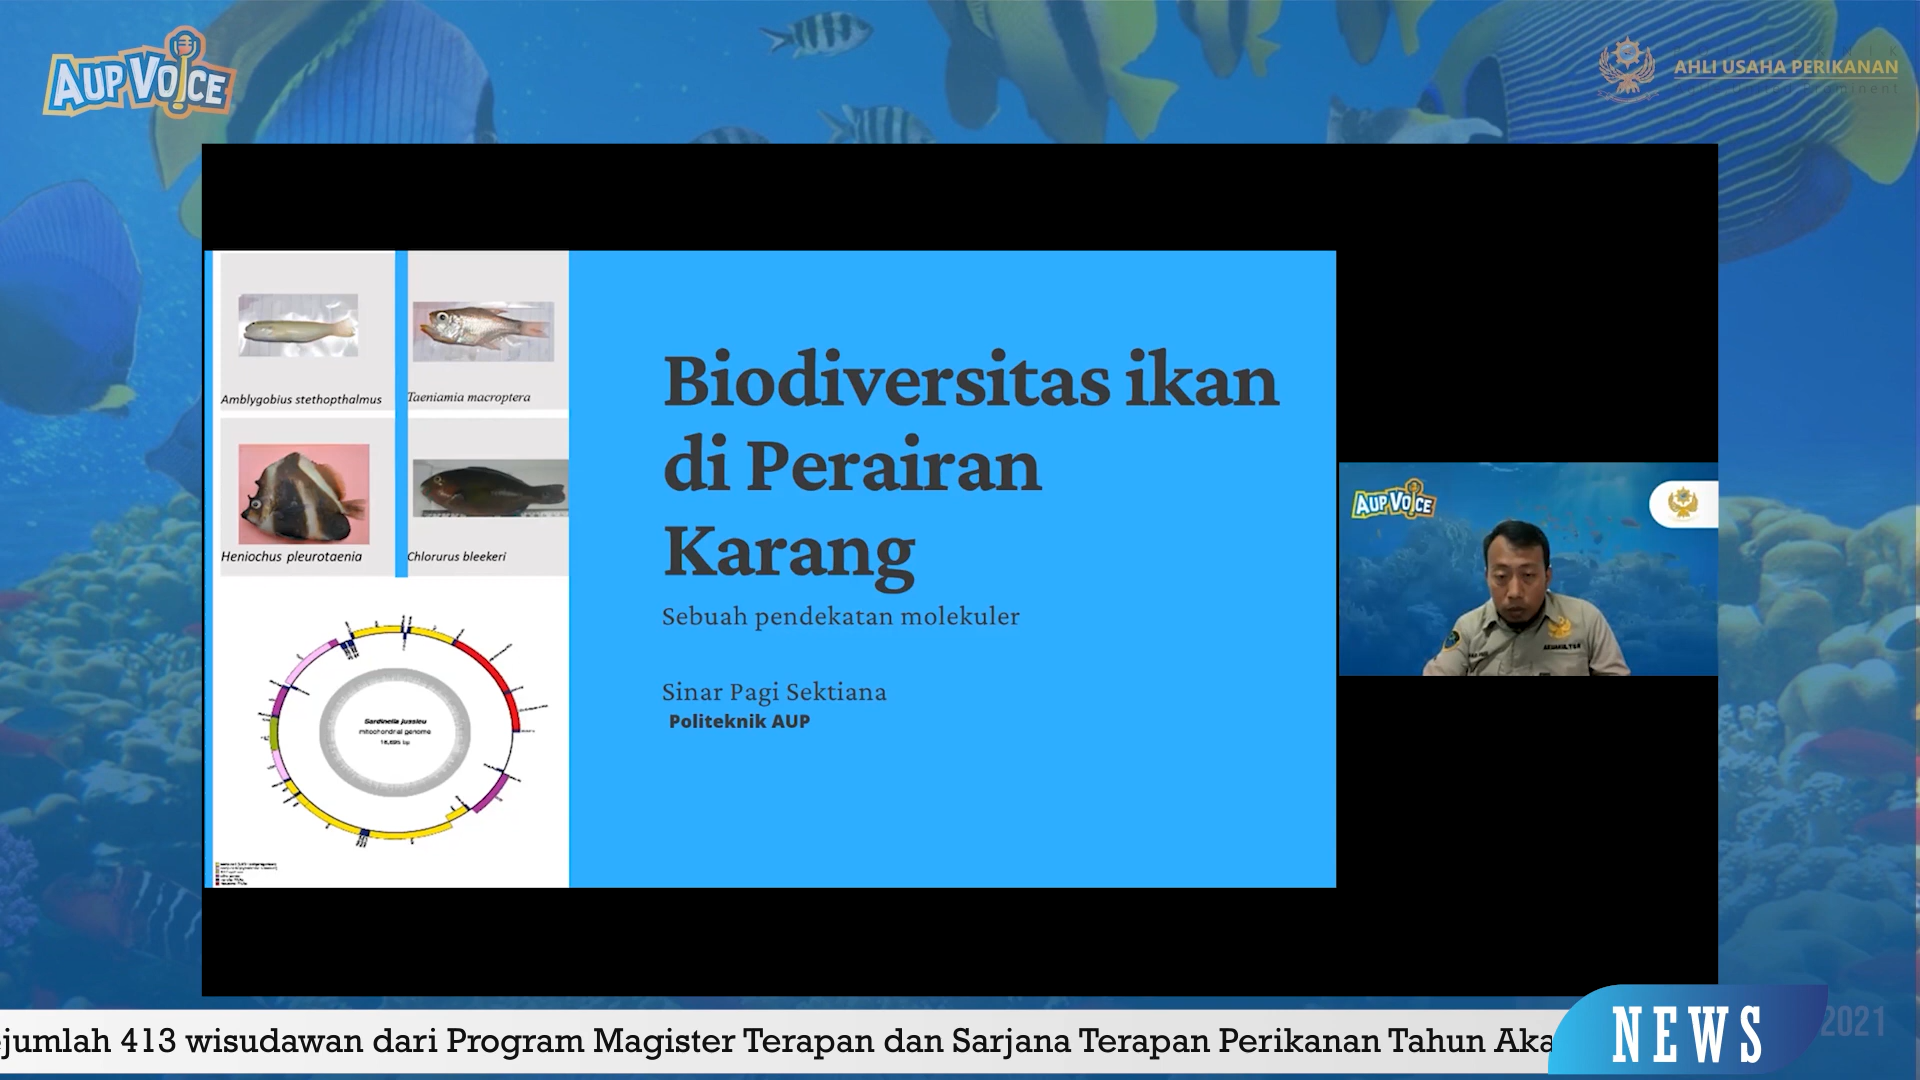 AUP VOICE
AHLI USAHA PERIKANAN
Amblygobius stethopthalmus
Taeniamia macroptera
Heniochus pleurotaenia
Chlorurus bleekeri
Sardinella jussieu
mitochondrial genome
Biodiversitas ikan
di Perairan
Karang
Sebuah pendekatan molekuler
Sinar Pagi Sektiana
Politeknik AUP
AUP VOICE
ejumlah 413 wisudawan dari Program Magister Terapan dan Sarjana Terapan Perikanan Tahun Aka
NEWS
2021